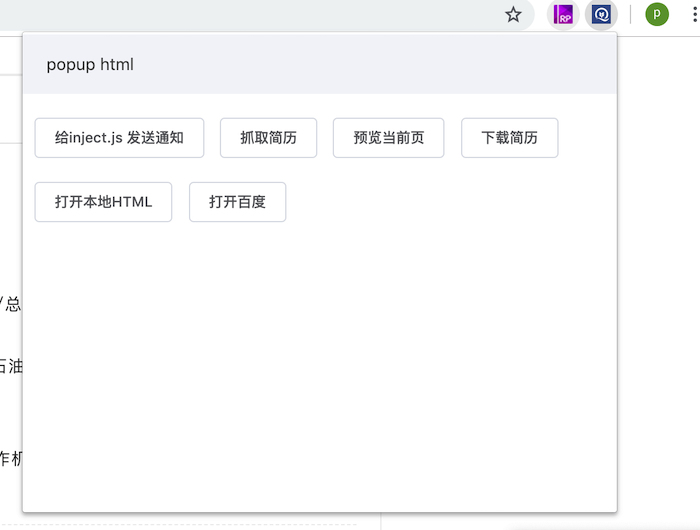 RP
p
popup html
给inject.js 发送通知 抓取简历 预览当前页 下载简历
打开本地HTML 打开百度
/总
石油
作机